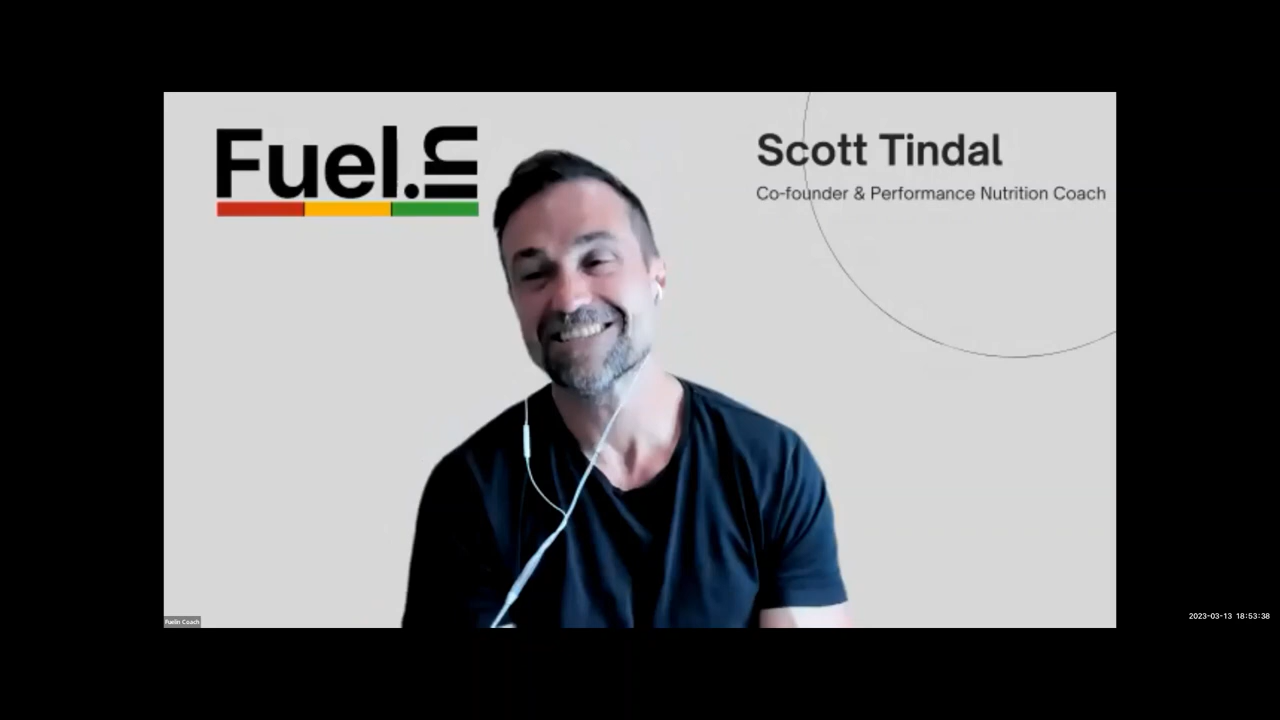 Fuel.in
Scott Tindal
Co-founder & Performance Nutrition Coach
Fuelin Coach
2023-03-13 18:53:38